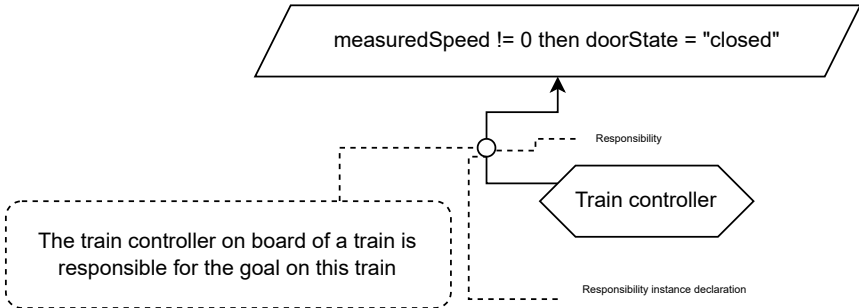 measuredSpeed != 0 then doorState = "closed"
Responsibility
Train controller
The train controller on board of a train is
responsible for the goal on this train
Responsibility instance declaration